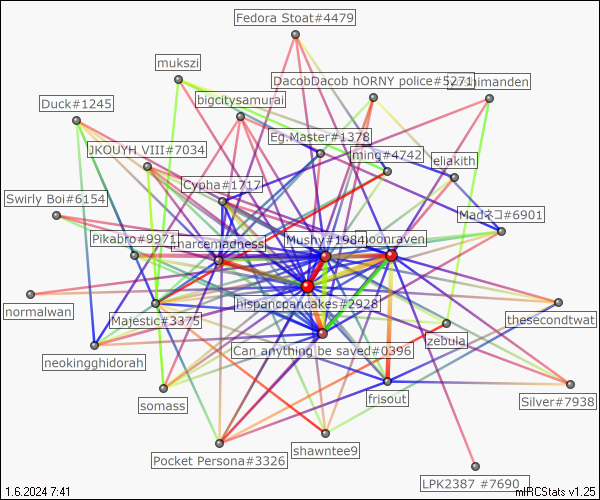 Fedora Stoat#4479
mukszi
DacobDacob hORNY police#5271
shimanden
bigcitysamurai
Duck#1245
Eg.Master#1378
JKOUYH VIII#7034
ming#4742
eliakith
Cypha#1717
Swirly Boi#6154
Madネコ#6901
Pikabro#9971
narcemadness
Mushy#1984
moonraven
hispancpancakes#2928
normalwan
Majestic#3375
thesecondtwat
zebula
Can anything be saved#0396
neokingghidorah
frisout
somass
Silver#7938
shawntee9
Pocket Persona#3326
LPK2387 #7690
1.6.2024 7:41
mIRCStats v1.25